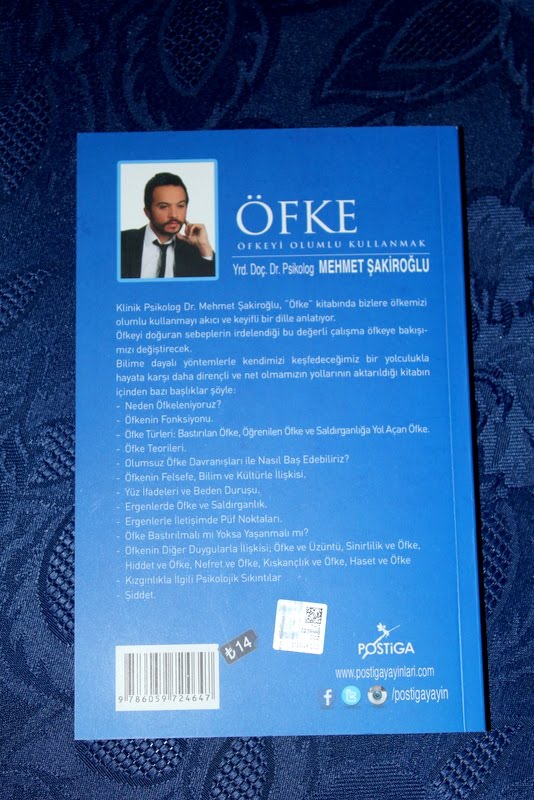 ÖFKE
ÖFKEYİ OLUMLU KULLANMAK
Yrd. Doç. Dr. Psikolog MEHMET ŞAKİROĞLU
Klinik Psikolog Dr. Mehmet Şakiroğlu, "Öfke" kitabında bizlere öfkemizi
olumlu kullanmayı akıcı ve keyifli bir dille anlatıyor.
Öfkeyi doğuran sebeplerin irdelendiği bu değerli çalışma öfkeye bakışı-
mızı değiştirecek.
Bilime dayalı yöntemlerle kendimizi keşfedeceğimiz bir yolculukla
hayata karşı daha dirençli ve net olmamızın yollarının aktarıldığı kitabın
içinden bazı başlıklar şöyle:
- Neden Öfkeleniyoruz?
- Öfkenin Fonksiyonu.
- Öfke Türleri: Bastırılan Öfke, Öğrenilen Öfke ve Saldırganlığa Yol Açan Öfke.
- Öfke Teorileri.
- Olumsuz Öfke Davranışları ile Nasıl Baş Edebiliriz?
- Öfkenin Felsefe, Bilim ve Kültürle İlişkisi.
- Yüz İfadeleri ve Beden Duruşu.
- Ergenlerde Öfke ve Saldırganlık.
- Ergenlerle İletişimde Püf Noktaları.
- Öfke Bastırılmalı mı Yoksa Yaşanmalı mı?
- Öfkenin Diğer Duygularla İlişkisi; Öfke ve Üzüntü, Sinirlilik ve Öfke,
Hiddet ve Öfke, Nefret ve Öfke, Kıskançlık ve Öfke, Haset ve Öfke
- Kızgınlıkla İlgili Psikolojik Sıkıntılar
- Şiddet.
₺14
POSTİGA
www.postigayayinlari.com
/postigayayin
9 786059 724647